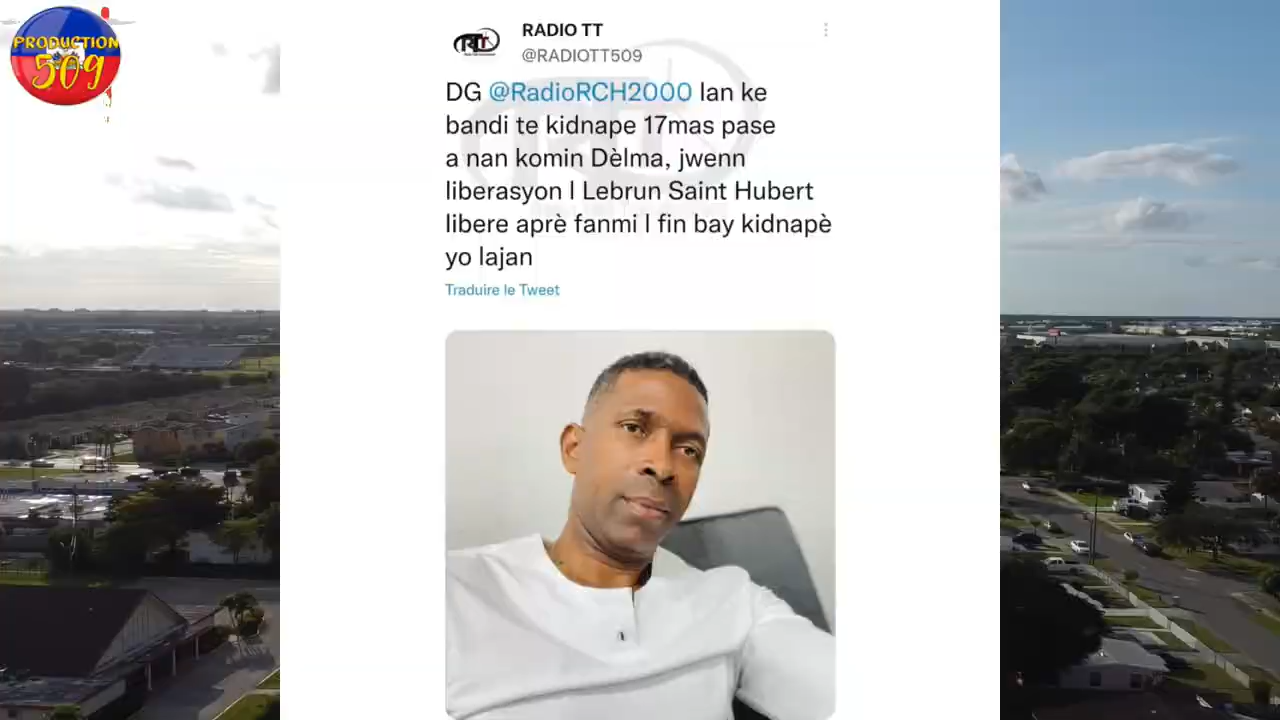 PRODUCTION
509
RADIO TT
@RADIOTT509
DG @RadioRCH2000 lan ke
bandi te kidnape 17mas pase
a nan komin Dèlma, jwenn
liberasyon l Lebrun Saint Hubert
libere aprè fanmi l fin bay kidnapè
yo lajan
Traduire le Tweet